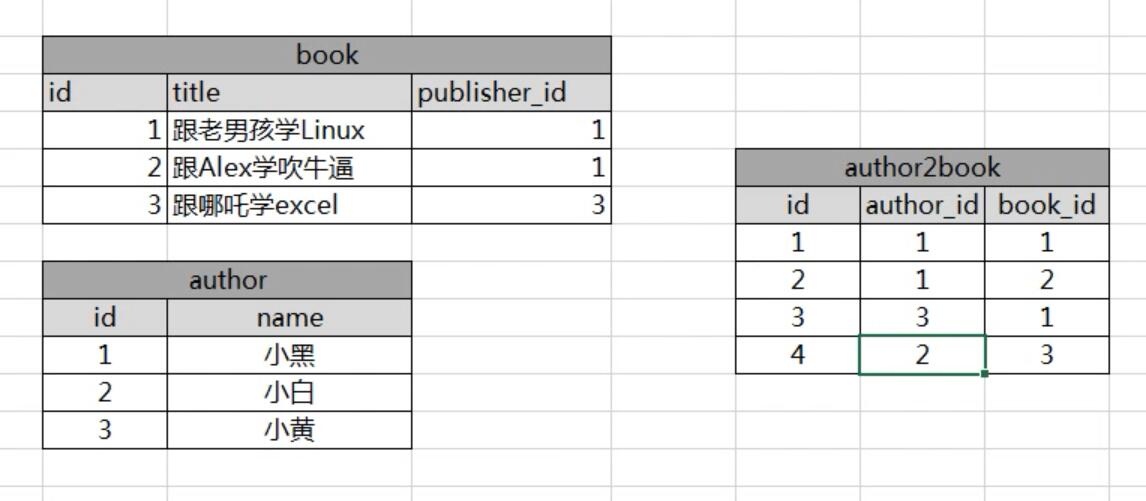 book
id title publisher_id
1 跟老男孩学Linux 1
2 跟Alex学吹牛逼 1
3 跟哪吒学excel 3
author
id name
1 小黑
2 小白
3 小黄
author2book
id author_id book_id
1 1 1
2 1 2
3 3 1
4 2 3